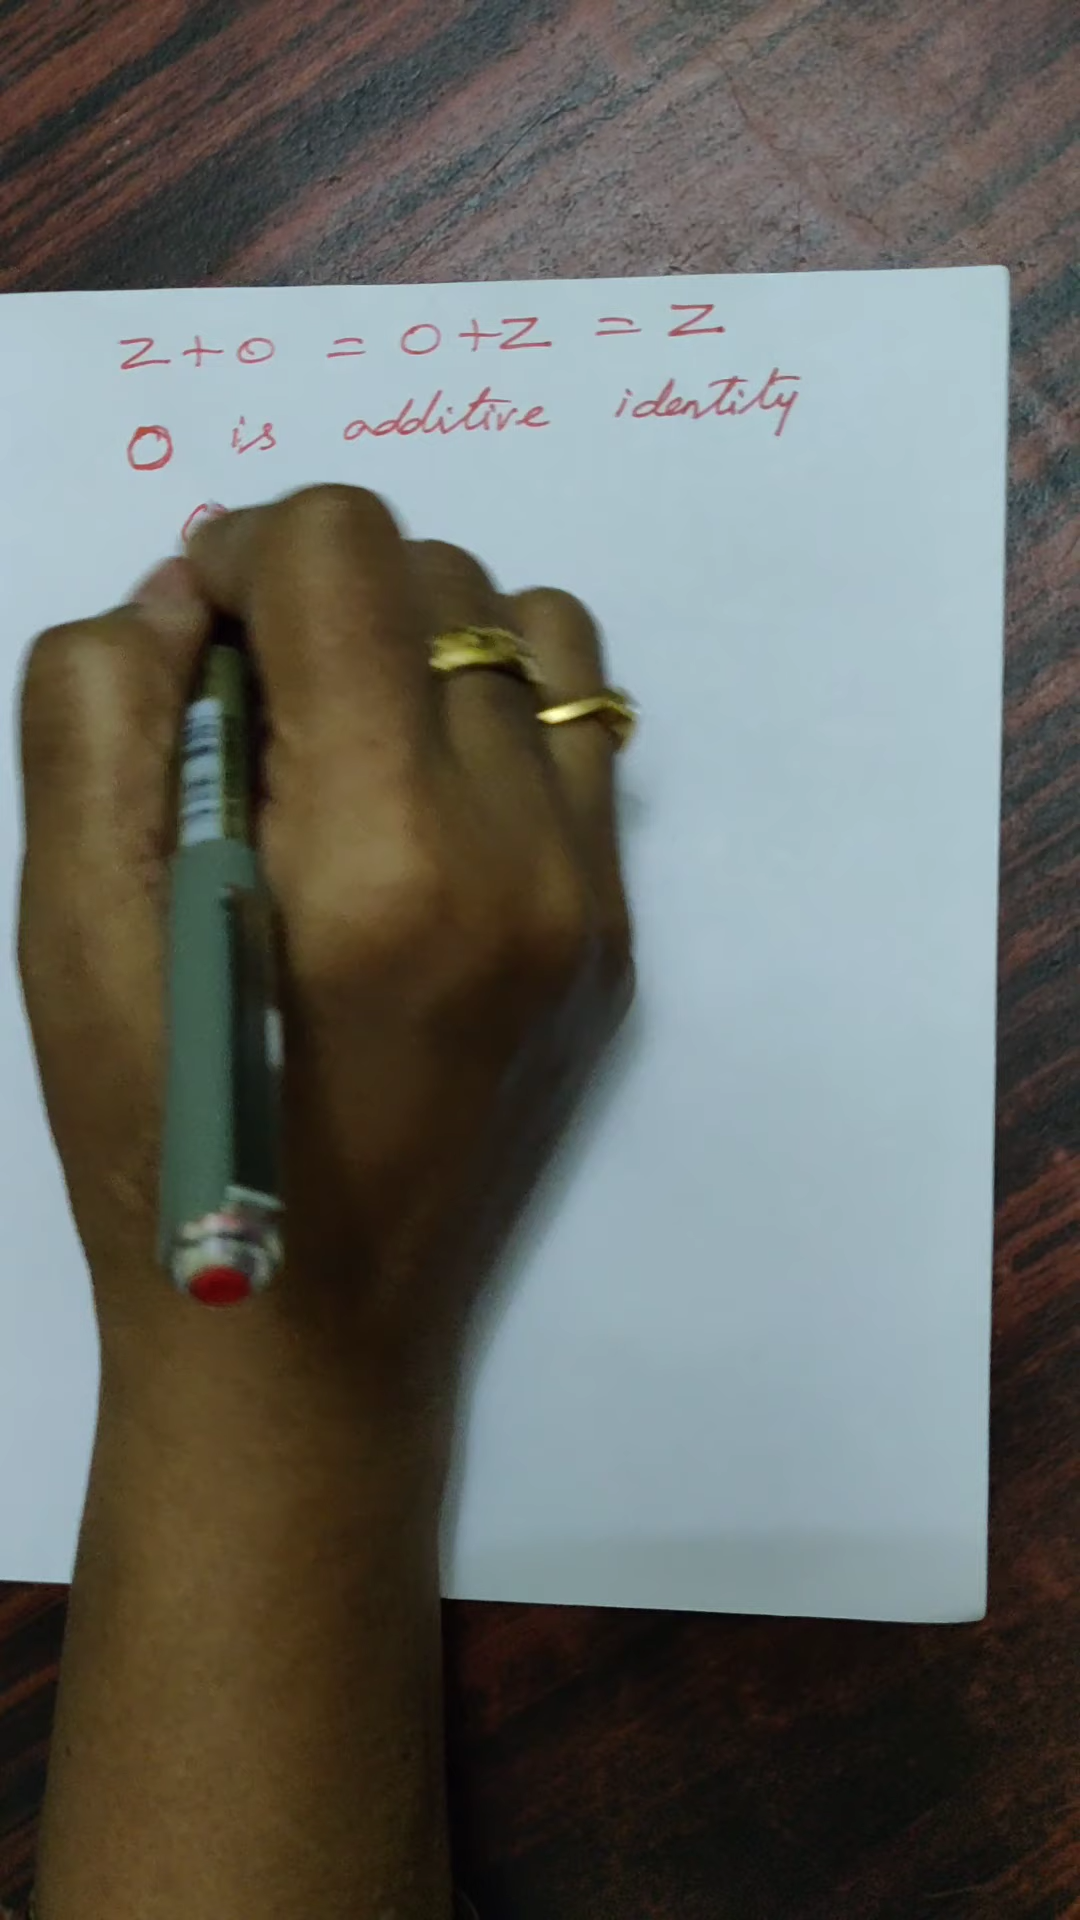 Z+0 = 0+Z = Z
0 is additive identity